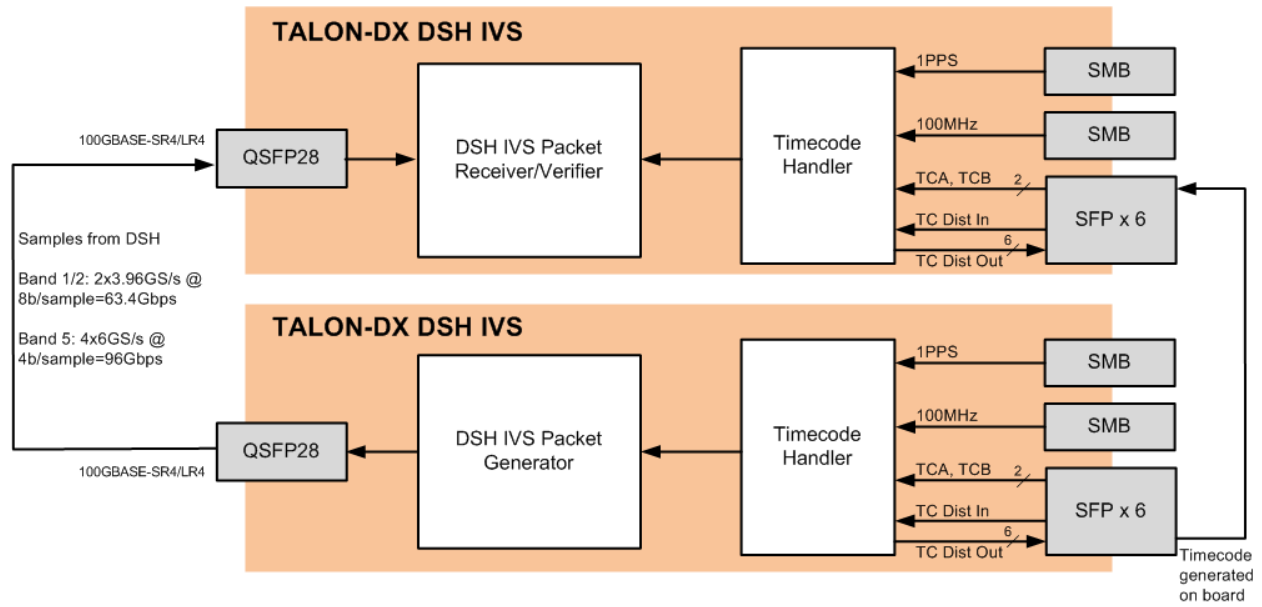 TALON-DX DSH IVS
1PPS
SMB
100GBASE-SR4/LR4
QSFP28
DSH IVS Packet
Receiver/Verifier
Timecode
Handler
100MHz
SMB
TCA, TCB
2
TC Dist In
6
TC Dist Out
SFP x 6
Samples from DSH
Band 1/2: 2x3.96GS/s @
8b/sample=63.4Gbps
Band 5: 4x6GS/s @
4b/sample=96Gbps
TALON-DX DSH IVS
1PPS
SMB
QSFP28
100GBASE-SR4/LR4
DSH IVS Packet
Generator
Timecode
Handler
100MHz
SMB
TCA, TCB
2
TC Dist In
6
TC Dist Out
SFP x 6
Timecode
generated
on board